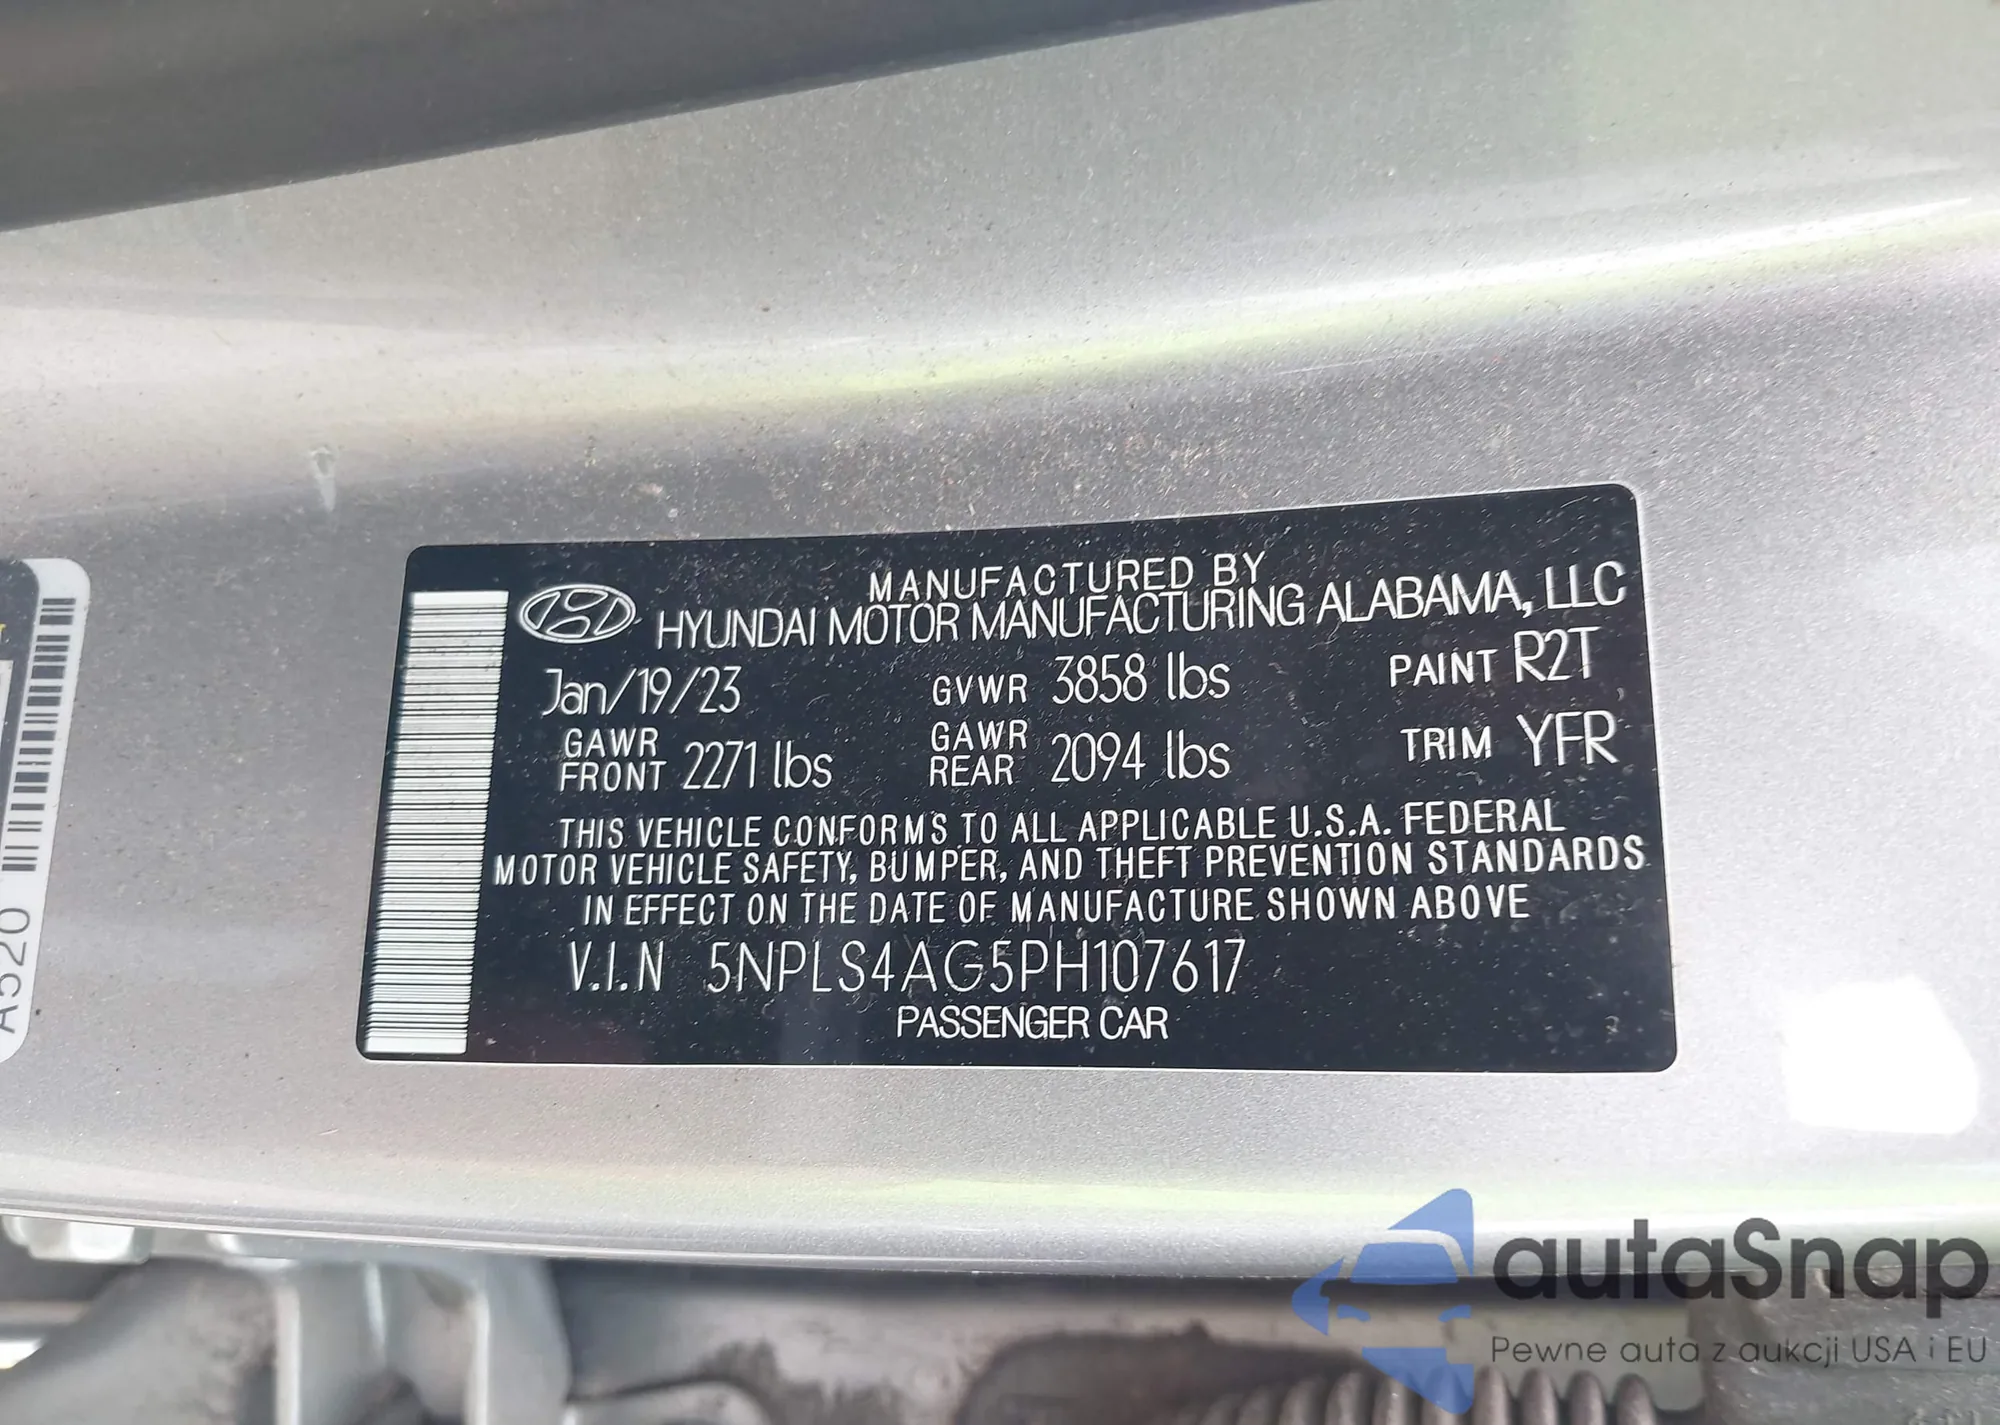 MANUFACTURED BY
HYUNDAI MOTOR MANUFACTURING ALABAMA, LLC
Jan/19/23 GVWR 3858 lbs PAINT R2T
GAWR FRONT 2271 lbs GAWR REAR 2094 lbs TRIM YFR
THIS VEHICLE CONFORMS TO ALL APPLICABLE U.S.A. FEDERAL
MOTOR VEHICLE SAFETY, BUMPER, AND THEFT PREVENTION STANDARDS
IN EFFECT ON THE DATE OF MANUFACTURE SHOWN ABOVE
V.I.N 5NPLS4AG5PH107617
PASSENGER CAR
A520
autaSnap
Pewne auta z aukcji USA i EU